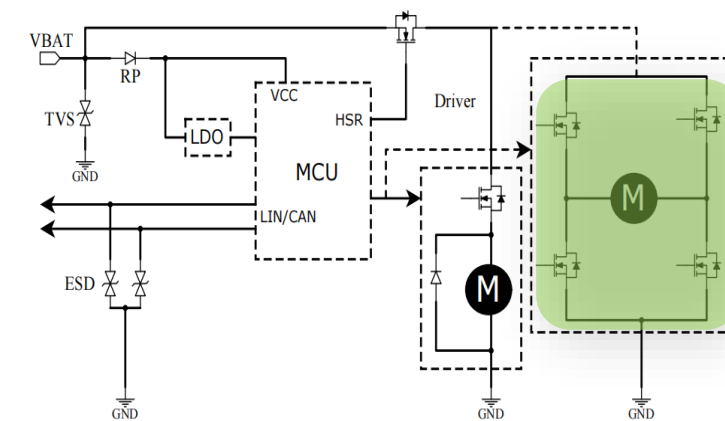 VBAT
RP
TVS
GND
VCC
HSR
LDO
MCU
LIN/CAN
Driver
ESD
GND
M
GND
M
GND